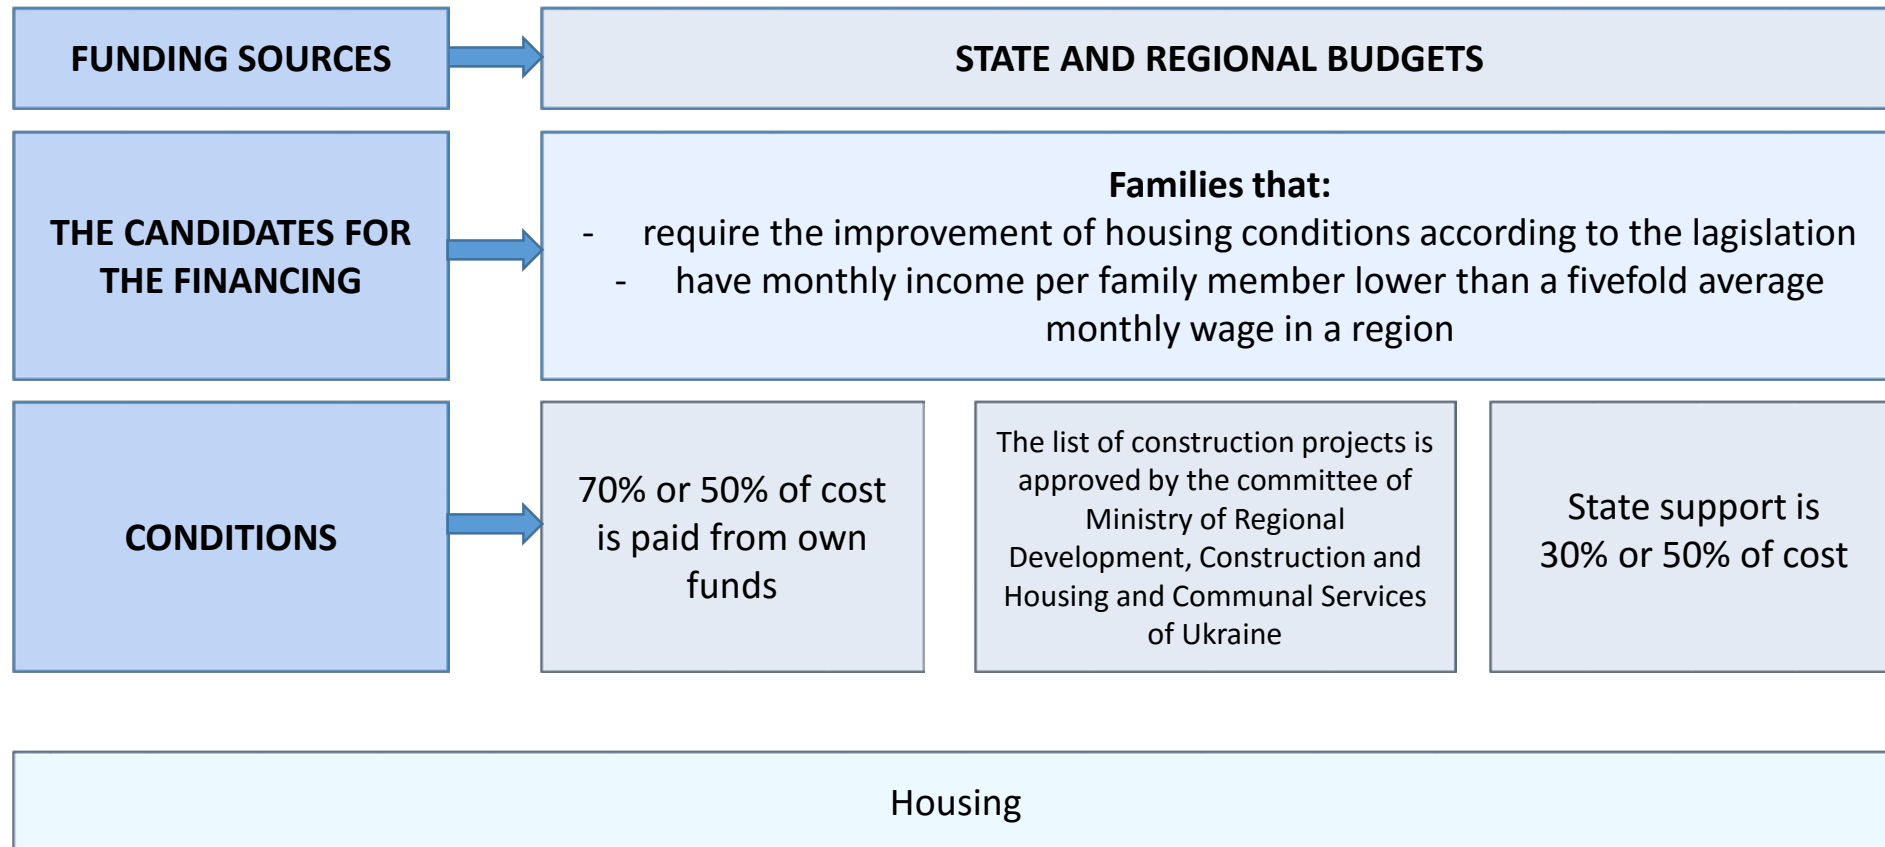 FUNDING SOURCES
STATE AND REGIONAL BUDGETS
THE CANDIDATES FOR
THE FINANCING
Families that:
- require the improvement of housing conditions according to the lagislation
- have monthly income per family member lower than a fivefold average
monthly wage in a region
CONDITIONS
70% or 50% of cost
is paid from own
funds
The list of construction projects is
approved by the committee of
Ministry of Regional
Development, Construction and
Housing and Communal Services
of Ukraine
State support is
30% or 50% of cost
Housing